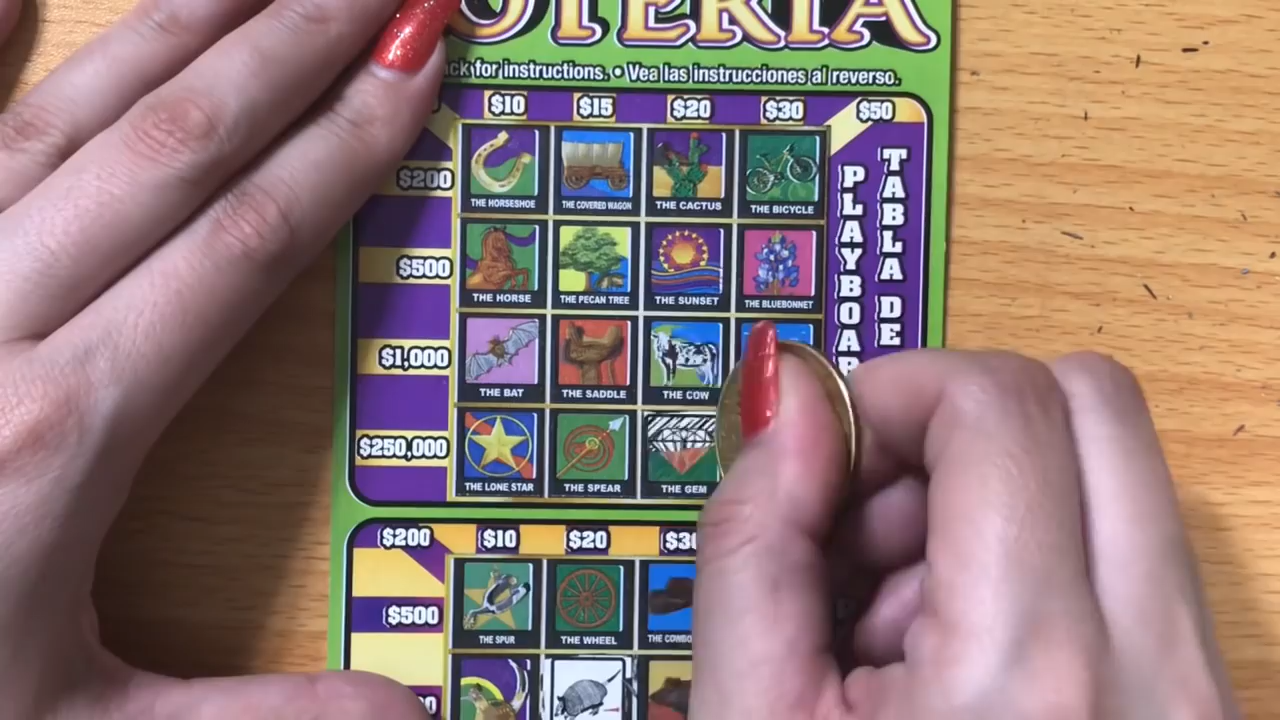 OTERIA
ck for instructions. • Vea las instrucciones al reverso.
$10 $15 $20 $30 $50
$200
THE HORSESHOE THE COVERED WAGON THE CACTUS THE BICYCLE
TABLA DE
PLAYBOAR
$500
THE HORSE THE PECAN TREE THE SUNSET THE BLUEBONNET
$1,000
THE BAT THE SADDLE THE COW
$250,000
THE LONE STAR THE SPEAR THE GEM
$200 $10 $20 $30
$500
THE SPUR THE WHEEL THE COWBO